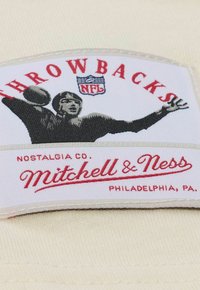 THROWBACKS
NFL
NOSTALGIA CO.
Mitchell & Ness
PHILADELPHIA, PA.